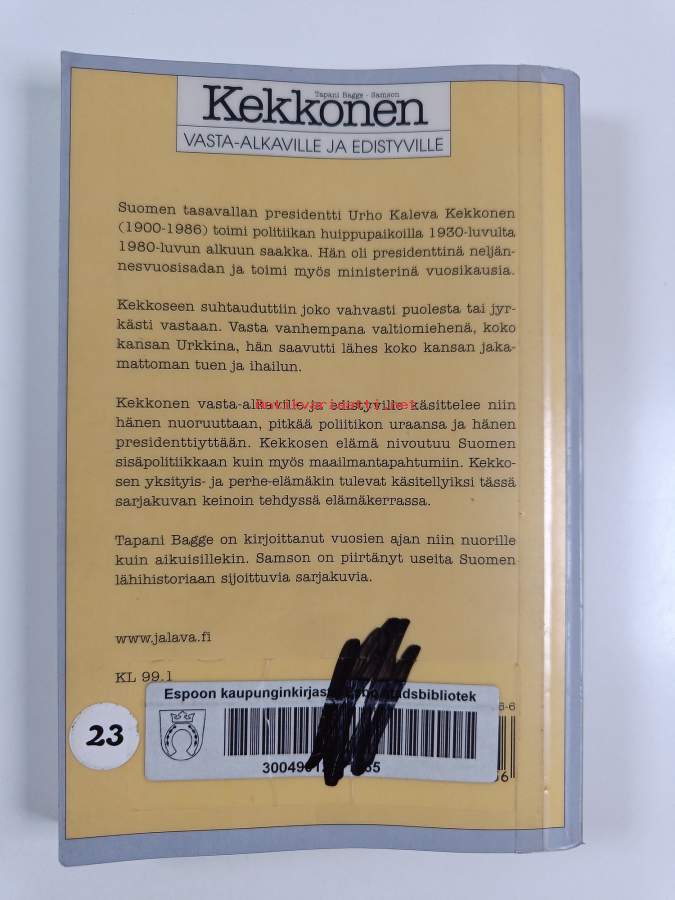 Tapani Bagge - Samson
Kekkonen
VASTA-ALKAVILLE JA EDISTYVILLE
Suomen tasavallan presidentti Urho Kaleva Kekkonen
(1900-1986) toimi politiikan huippupaikoilla 1930-luvulta
1980-luvun alkuun saakka. Hän oli presidenttinä neljän-
nesvuosisadan ja toimi myös ministerinä vuosikausia.
Kekkoseen suhtauduttiin joko vahvasti puolesta tai jyr-
kästi vastaan. Vasta vanhempana valtiomiehenä, koko
kansan Urkkina, hän saavutti lähes koko kansan jaka-
mattoman tuen ja ihailun.
Kekkonen vasta-alkaville ja edistyville käsittelee niin
hänen nuoruuttaan, pitkää poliitikon uraansa ja hänen
presidenttiyttään. Kekkosen elämä nivoutuu Suomen
sisäpolitiikkaan kuin myös maailmantapahtumiin. Kekko-
sen yksityis- ja perhe-elämäkin tulevat käsitellyiksi tässä
sarjakuvan keinoin tehdyssä elämäkerrassa.
Tapani Bagge on kirjoittanut vuosien ajan niin nuorille
kuin aikuisillekin. Samson on piirtänyt useita Suomen
lähihistoriaan sijoittuvia sarjakuvia.
www.jalava.fi
KL 99.1
Espoon kaupunginkirjasto
23